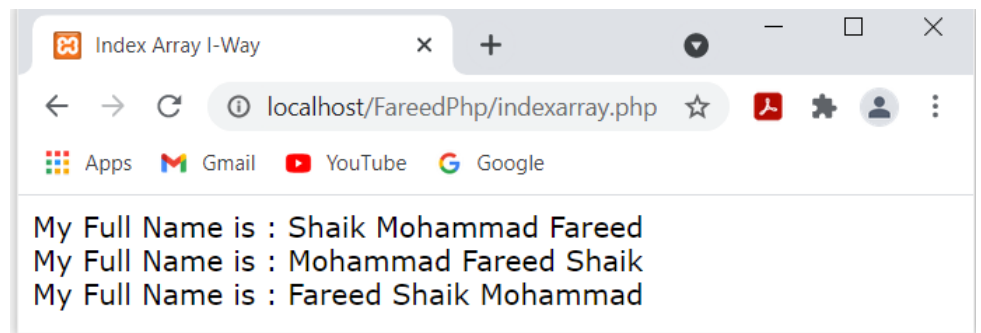 Index Array I-Way
localhost/FareedPhp/indexarray.php
Apps Gmail YouTube Google
My Full Name is : Shaik Mohammad Fareed
My Full Name is : Mohammad Fareed Shaik
My Full Name is : Fareed Shaik Mohammad